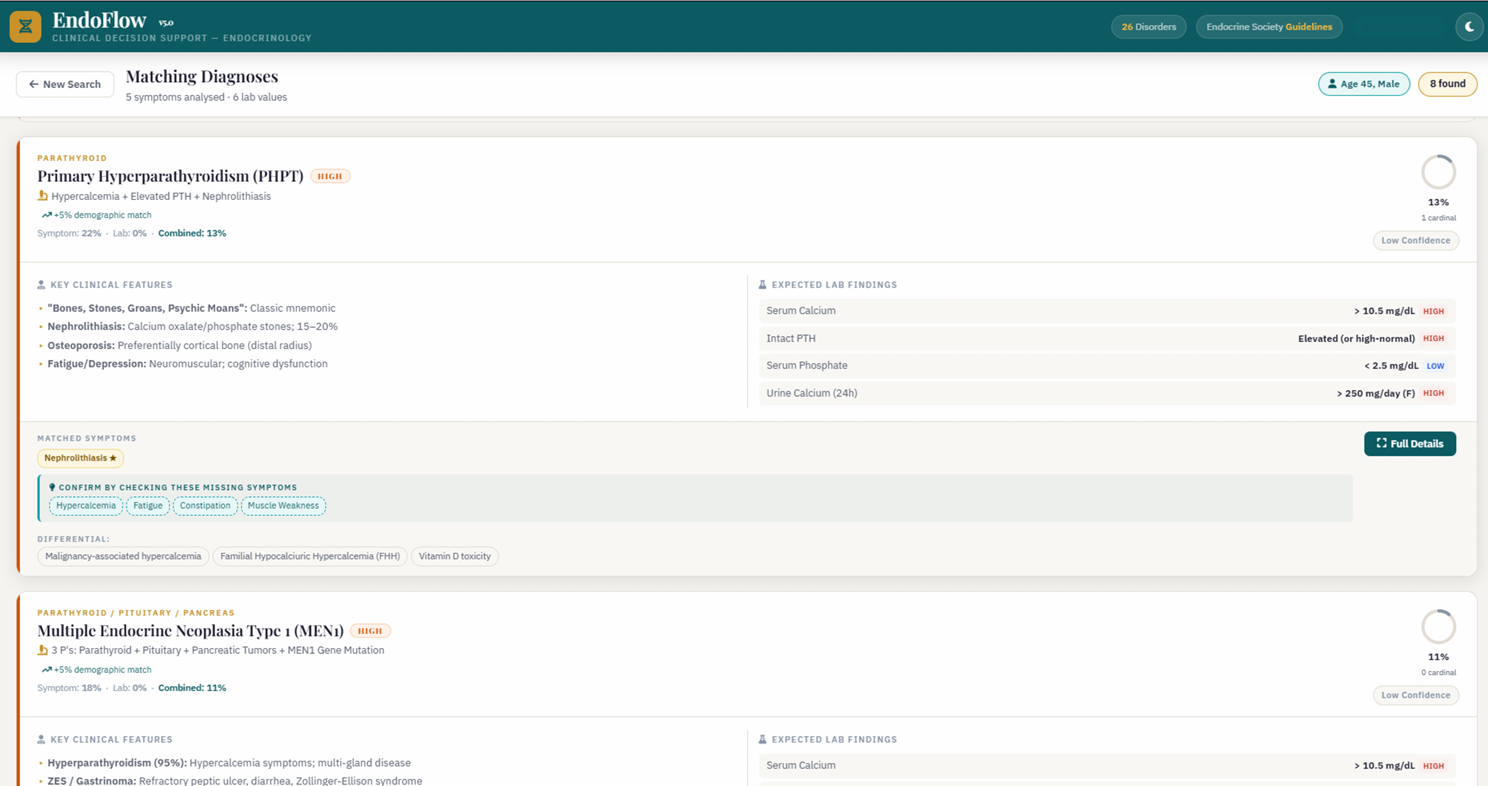 EndoFlow v5.0
CLINICAL DECISION SUPPORT — ENDOCRINOLOGY
26 Disorders
Endocrine Society Guidelines
← New Search
Matching Diagnoses
5 symptoms analysed · 6 lab values
Age 45, Male
8 found
PARATHYROID
Primary Hyperparathyroidism (PHPT) HIGH
Hypercalcemia + Elevated PTH + Nephrolithiasis
+5% demographic match
Symptom: 22% · Lab: 0% · Combined: 13%
13%
1 cardinal
Low Confidence
KEY CLINICAL FEATURES
• "Bones, Stones, Groans, Psychic Moans": Classic mnemonic
• Nephrolithiasis: Calcium oxalate/phosphate stones; 15–20%
• Osteoporosis: Preferentially cortical bone (distal radius)
• Fatigue/Depression: Neuromuscular; cognitive dysfunction
EXPECTED LAB FINDINGS
Serum Calcium > 10.5 mg/dL HIGH
Intact PTH Elevated (or high-normal) HIGH
Serum Phosphate < 2.5 mg/dL LOW
Urine Calcium (24h) > 250 mg/day (F) HIGH
MATCHED SYMPTOMS
Nephrolithiasis ★
Full Details
CONFIRM BY CHECKING THESE MISSING SYMPTOMS
Hypercalcemia Fatigue Constipation Muscle Weakness
DIFFERENTIAL:
Malignancy-associated hypercalcemia Familial Hypocalciuric Hypercalcemia (FHH) Vitamin D toxicity
PARATHYROID / PITUITARY / PANCREAS
Multiple Endocrine Neoplasia Type 1 (MEN1) HIGH
3 P's: Parathyroid + Pituitary + Pancreatic Tumors + MEN1 Gene Mutation
+5% demographic match
Symptom: 18% · Lab: 0% · Combined: 11%
11%
0 cardinal
Low Confidence
KEY CLINICAL FEATURES
• Hyperparathyroidism (95%): Hypercalcemia symptoms; multi-gland disease
• ZES / Gastrinoma: Refractory peptic ulcer, diarrhea, Zollinger-Ellison syndrome
EXPECTED LAB FINDINGS
Serum Calcium > 10.5 mg/dL HIGH